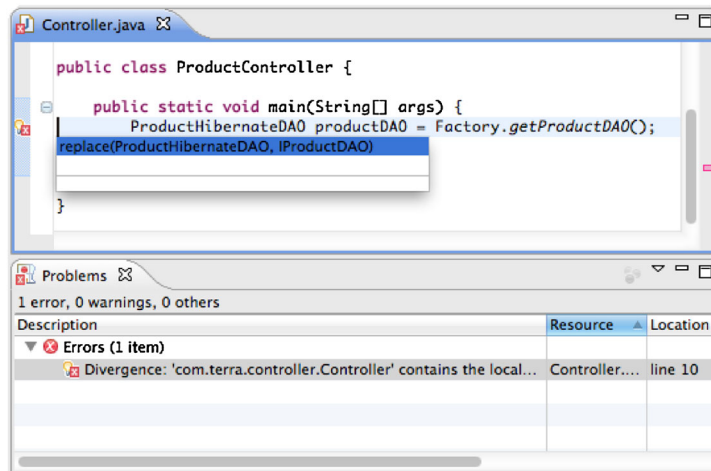 Controller.java
public class ProductController {
public static void main(String[] args) {
ProductHibernateDAO productDAO = Factory.getProductDAO();
replace(ProductHibernateDAO, IProductDAO)
}
Problems
1 error, 0 warnings, 0 others
Description Resource Location
Errors (1 item)
Divergence: 'com.terra.controller.Controller' contains the local... Controller.... line 10